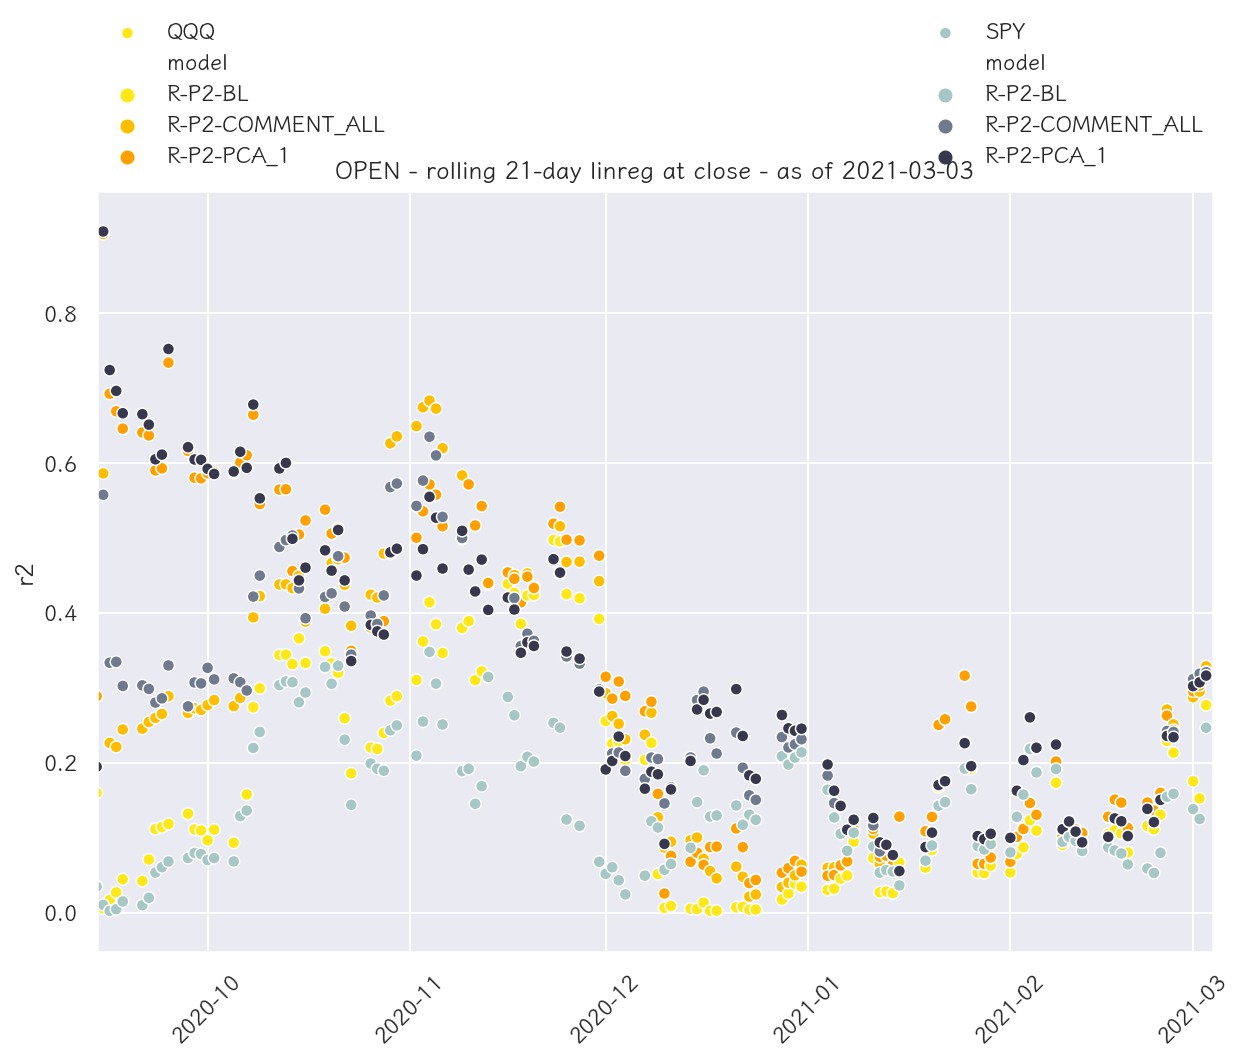 QQQ
model
R-P2-BL
R-P2-COMMENT_ALL
R-P2-PCA_1
SPY
model
R-P2-BL
R-P2-COMMENT_ALL
R-P2-PCA_1
OPEN - rolling 21-day linreg at close - as of 2021-03-03
r2
0.8
0.6
0.4
0.2
0.0
2020-10
2020-11
2020-12
2021-01
2021-02
2021-03